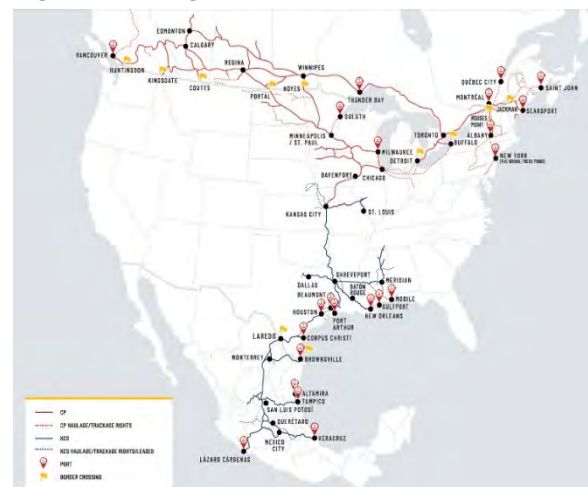 EDMONTON
CALGARY
VANCOUVER
HUNTINGDON
KINGSGATE
COUTTS
REGINA
WINNIPEG
PORTAL
NOYES
THUNDER BAY
DULUTH
MINNEAPOLIS
/ ST. PAUL
MILWAUKEE
DETROIT
CHICAGO
DAVENPORT
TORONTO
BUFFALO
QUÉBEC CITY
MONTRÉAL
SAINT JOHN
JACKMAN
SEARSPORT
ROUSES
POINT
ALBANY
NEW YORK
KANSAS CITY
ST. LOUIS
SHREVEPORT
MERIDIAN
DALLAS
BATON
ROUGE
BEAUMONT
HOUSTON
PORT
ARTHUR
MOBILE
GULFPORT
NEW ORLEANS
LAREDO
CORPUS CHRISTI
MONTERREY
BROWNSVILLE
ALTAMIRA
TAMPICO
SAN LUIS POTOSÍ
QUERÉTARO
MEXICO
CITY
VERACRUZ
LÁZARO CÁRDENAS
CP
CP HAULAGE/TRACKAGE RIGHTS
KCS
KCS HAULAGE/TRACKAGE RIGHTS/LEASED
PORT
BORDER CROSSING